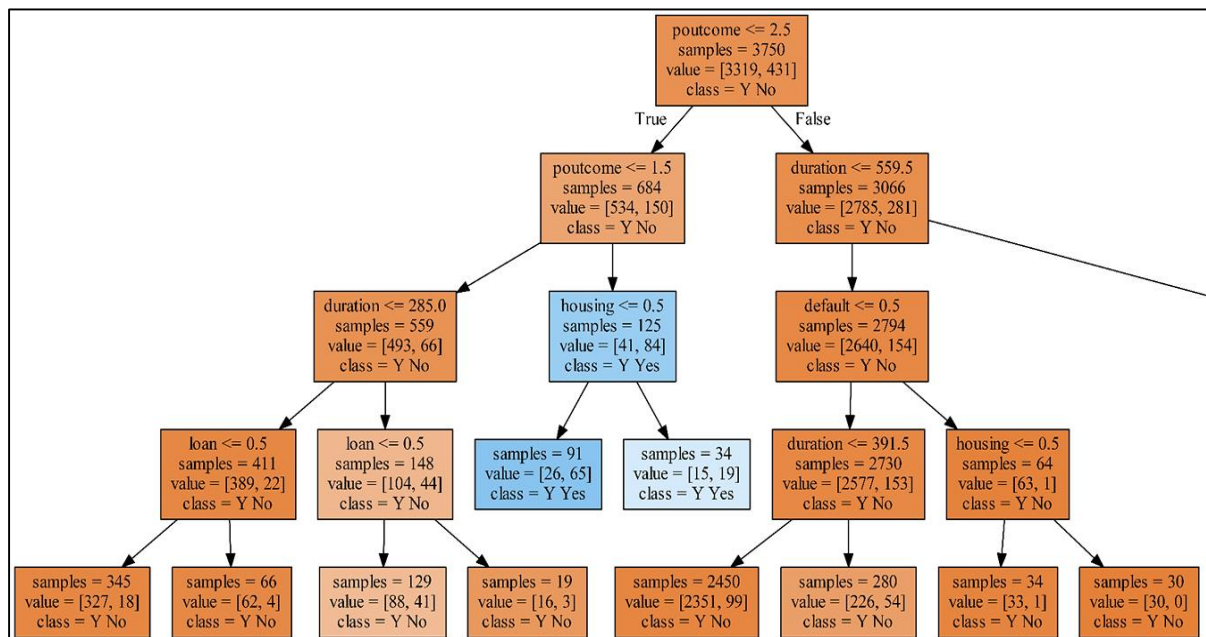 poutcome <= 2.5
samples = 3750
value = [3319, 431]
class = Y No
True
False
poutcome <= 1.5
samples = 684
value = [534, 150]
class = Y No
duration <= 559.5
samples = 3066
value = [2785, 281]
class = Y No
duration <= 285.0
samples = 559
value = [493, 66]
class = Y No
housing <= 0.5
samples = 125
value = [41, 84]
class = Y Yes
default <= 0.5
samples = 2794
value = [2640, 154]
class = Y No
loan <= 0.5
samples = 411
value = [389, 22]
class = Y No
loan <= 0.5
samples = 148
value = [104, 44]
class = Y No
samples = 91
value = [26, 65]
class = Y Yes
samples = 34
value = [15, 19]
class = Y Yes
duration <= 391.5
samples = 2730
value = [2577, 153]
class = Y No
housing <= 0.5
samples = 64
value = [63, 1]
class = Y No
samples = 345
value = [327, 18]
class = Y No
samples = 66
value = [62, 4]
class = Y No
samples = 129
value = [88, 41]
class = Y No
samples = 19
value = [16, 3]
class = Y No
samples = 2450
value = [2351, 99]
class = Y No
samples = 280
value = [226, 54]
class = Y No
samples = 34
value = [33, 1]
class = Y No
samples = 30
value = [30, 0]
class = Y No